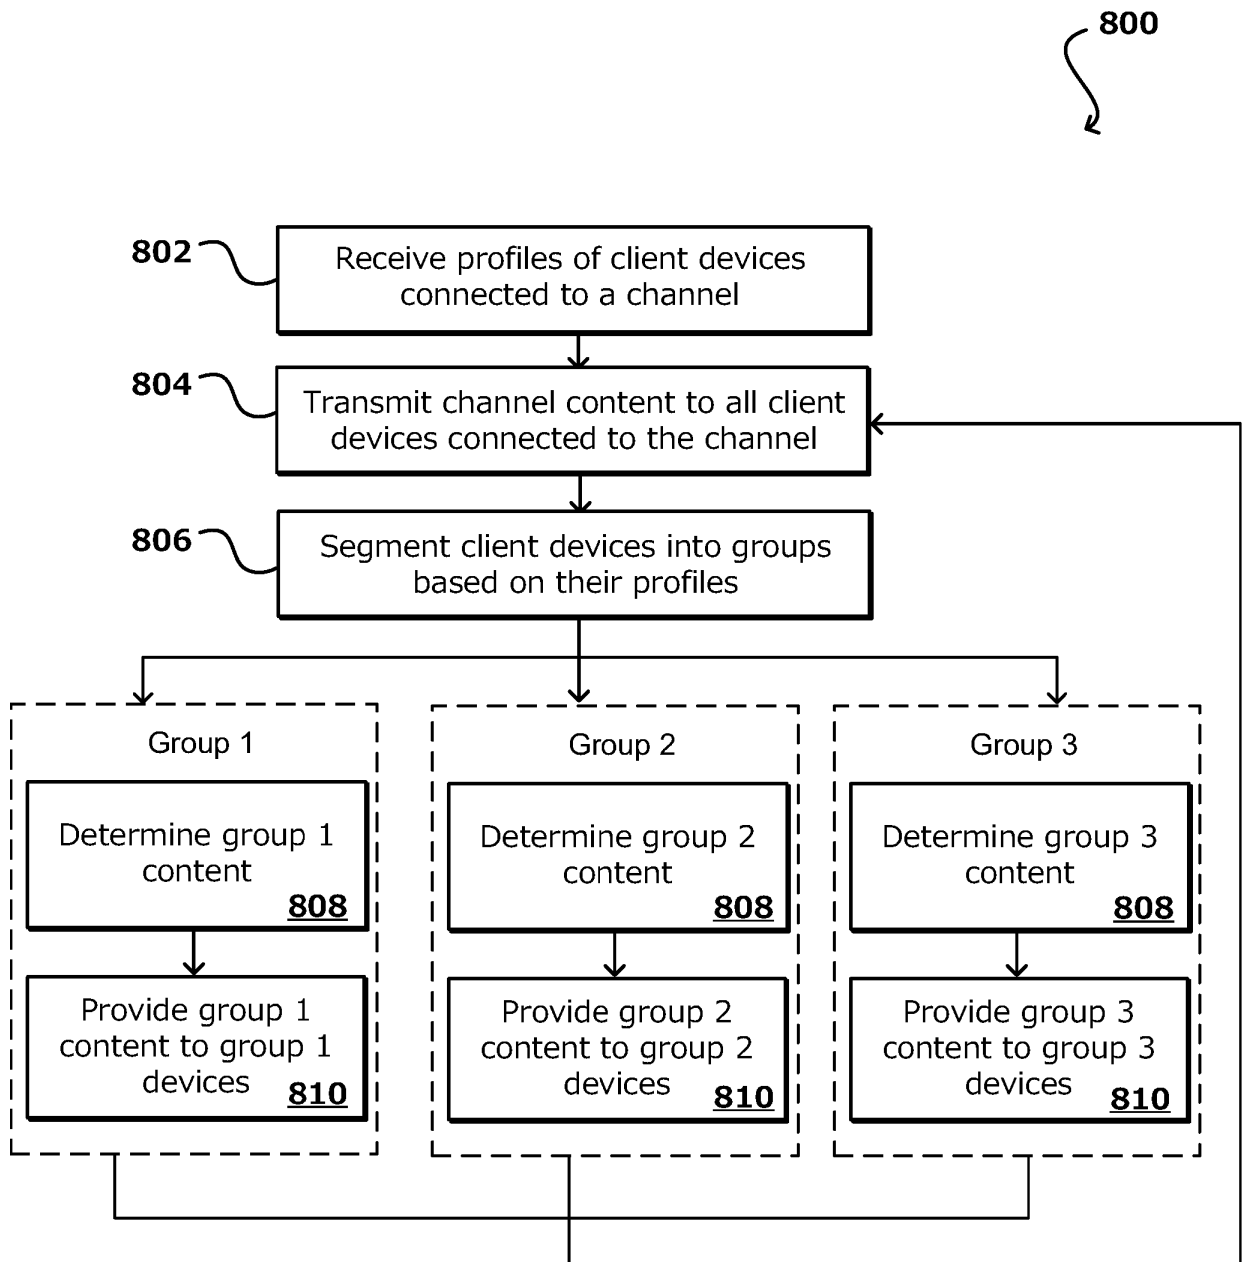 800
802
Receive profiles of client devices
connected to a channel
804
Transmit channel content to all client
devices connected to the channel
806
Segment client devices into groups
based on their profiles
Group 1
Determine group 1
content
808
Provide group 1
content to group 1
devices
810
Group 2
Determine group 2
content
808
Provide group 2
content to group 2
devices
810
Group 3
Determine group 3
content
808
Provide group 3
content to group 3
devices
810